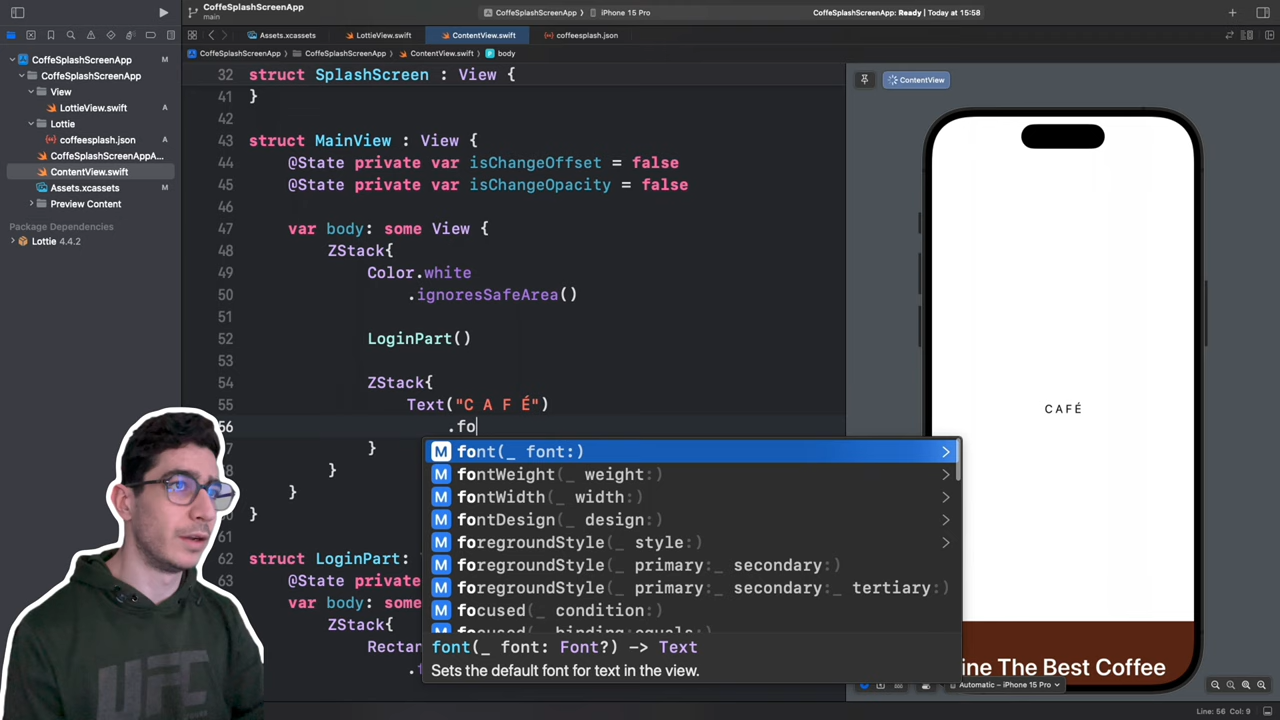 CoffeSplashScreenApp
main
CoffeSplashScreenApp
iPhone 15 Pro
CoffeSplashScreenApp: Ready | Today at 15:58
Assets.xcassets
LottieView.swift
ContentView.swift
coffeesplash.json
CoffeSplashScreenApp
CoffeSplashScreenApp
ContentView.swift
body
CoffeSplashScreenApp
CoffeSplashScreenApp
View
LottieView.swift A
Lottie
coffeesplash.json A
CoffeSplashScreenAppA...
ContentView.swift
Assets.xcassets M
Preview Content
Package Dependencies
Lottie 4.4.2
32 struct SplashScreen : View {
41 }
42
43 struct MainView : View {
44 @State private var isChangeOffset = false
45 @State private var isChangeOpacity = false
46
47 var body: some View {
48 ZStack{
49 Color.white
50 .ignoresSafeArea()
51
52 LoginPart()
53
54 ZStack{
55 Text("C A F É")
56 .fo
}
}
}
}
62 struct LoginPart:
63 @State private
var body: some
ZStack{
Rectan
.f
M font(_ font:)
M fontWeight(_ weight:)
M fontWidth(_ width:)
M fontDesign(_ design:)
M foregroundStyle(_ style:)
M foregroundStyle(_ primary:_ secondary:)
M foregroundStyle(_ primary:_ secondary:_ tertiary:)
M focused(_ condition:)
font(_ font: Font?) -> Text
Sets the default font for text in the view.
ContentView
C A F É
ine The Best Coffee
Automatic – iPhone 15 Pro
Line: 56 Col: 9
UFC